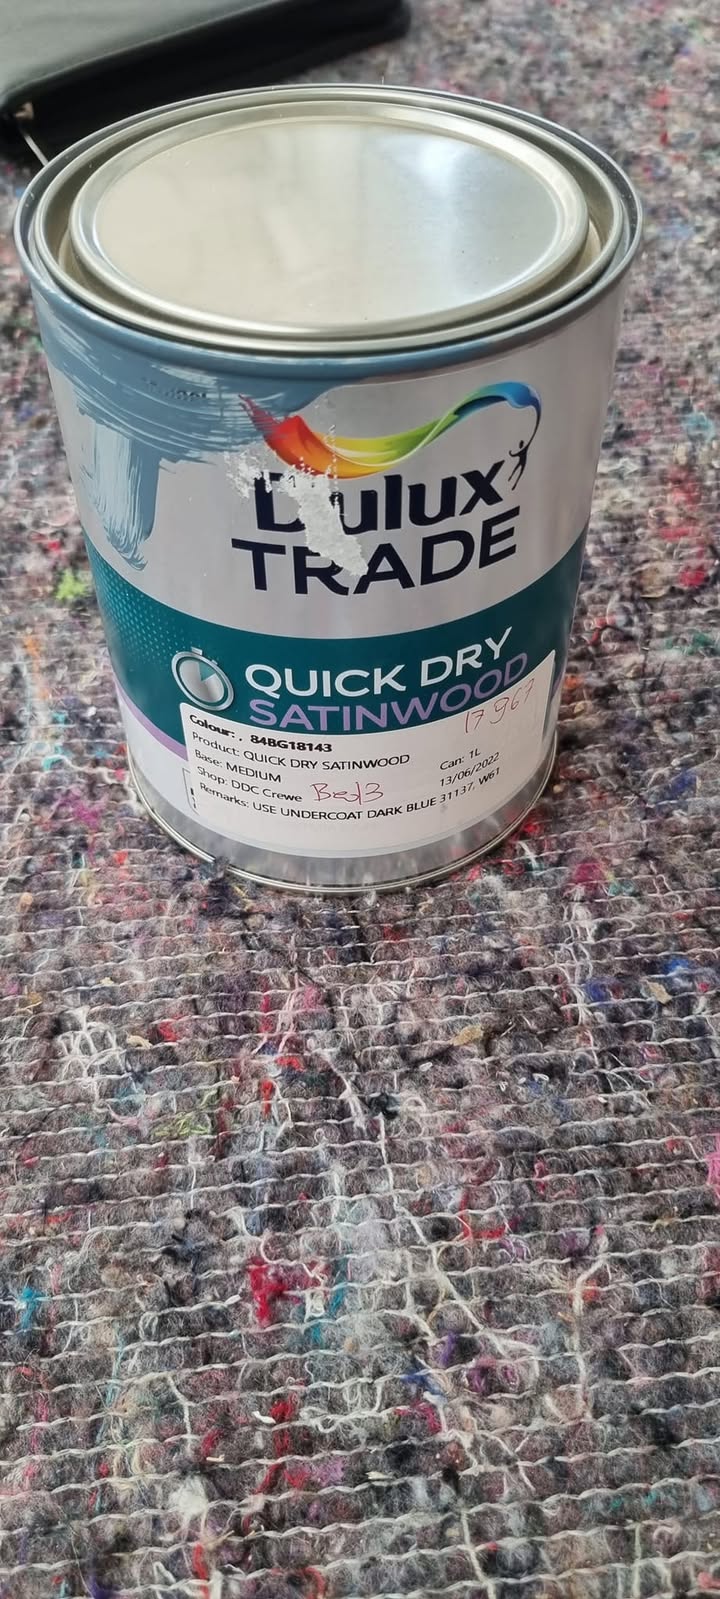 Dulux
TRADE
QUICK DRY
SATINWOOD
17967
Colour: . 84BG18143
Product: QUICK DRY SATINWOOD
Base: MEDIUM
Can: 1L
Shop: DDC Crewe Bed3
13/06/2022
Remarks: USE UNDERCOAT DARK BLUE 31137, W61